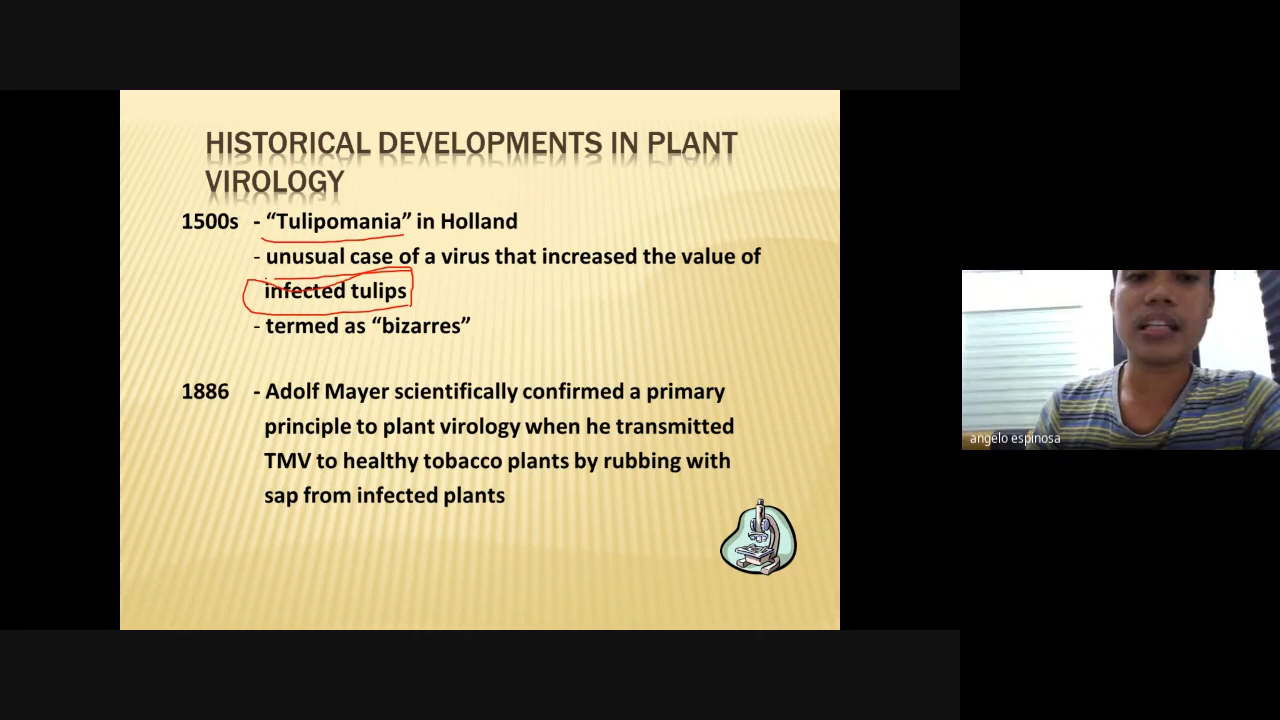 HISTORICAL DEVELOPMENTS IN PLANT
VIROLOGY
1500s - “Tulipomania” in Holland
- unusual case of a virus that increased the value of
infected tulips
- termed as “bizarres”
1886 - Adolf Mayer scientifically confirmed a primary
principle to plant virology when he transmitted
TMV to healthy tobacco plants by rubbing with
sap from infected plants
angelo espinosa